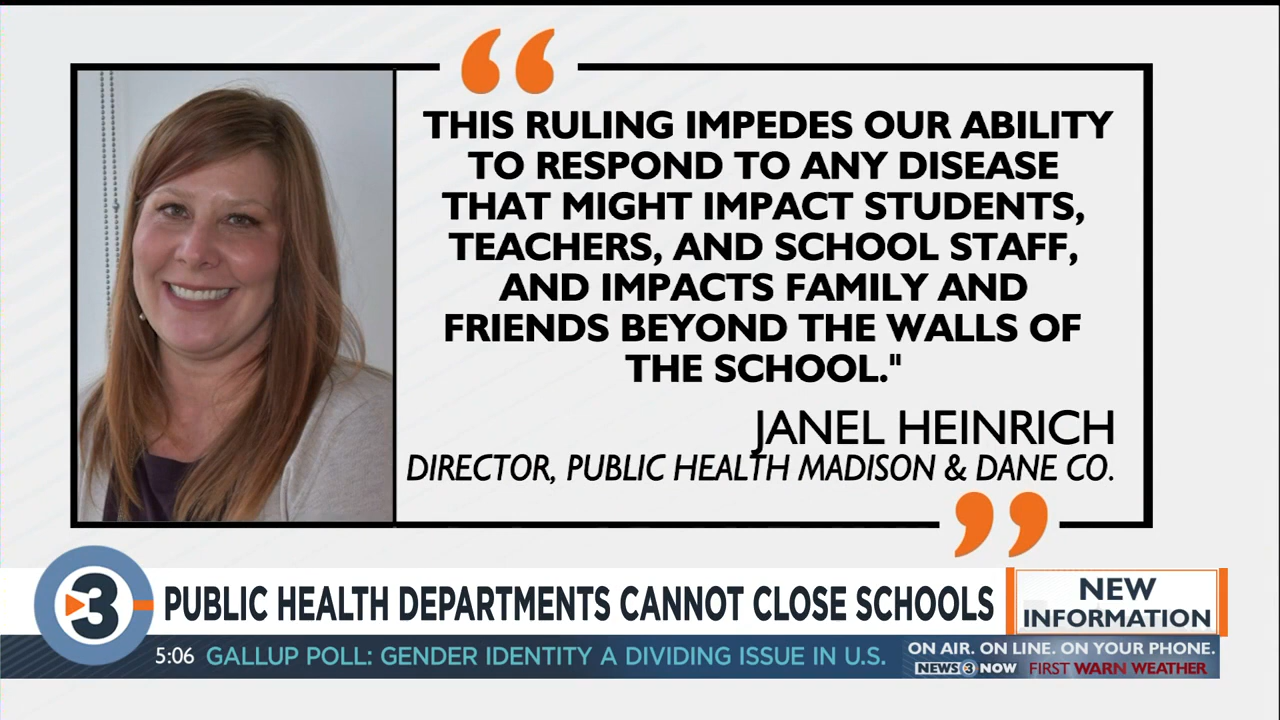 “
THIS RULING IMPEDES OUR ABILITY
TO RESPOND TO ANY DISEASE
THAT MIGHT IMPACT STUDENTS,
TEACHERS, AND SCHOOL STAFF,
AND IMPACTS FAMILY AND
FRIENDS BEYOND THE WALLS OF
THE SCHOOL."
JANEL HEINRICH
DIRECTOR, PUBLIC HEALTH MADISON & DANE CO.
”
3
PUBLIC HEALTH DEPARTMENTS CANNOT CLOSE SCHOOLS
NEW
INFORMATION
5:06 GALLUP POLL: GENDER IDENTITY A DIVIDING ISSUE IN U.S.
ON AIR. ON LINE. ON YOUR PHONE.
NEWS 3 NOW FIRST WARN WEATHER